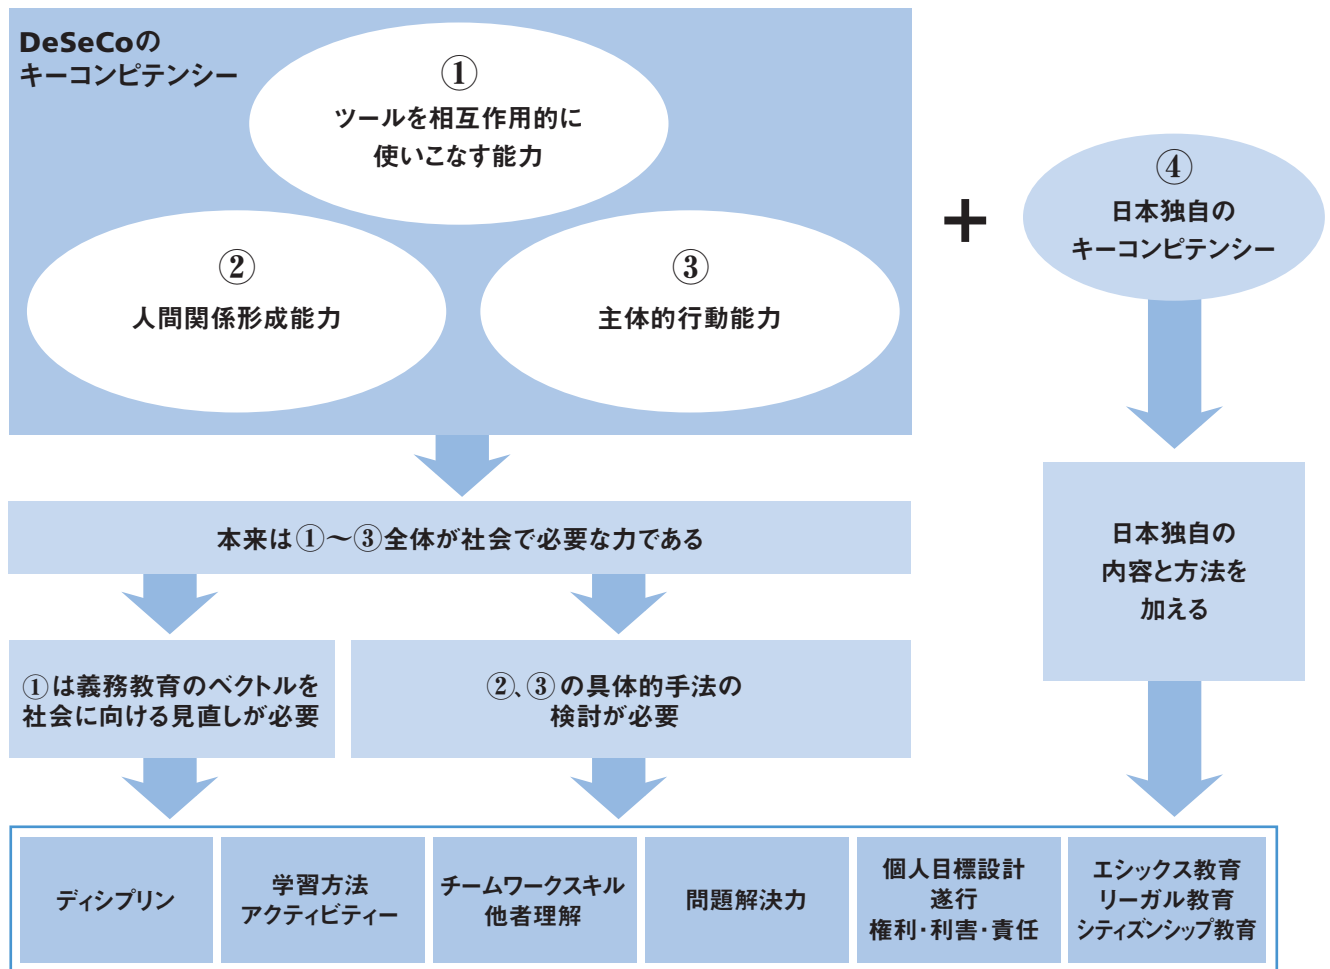 DeSeCoの
キーコンピテンシー
①
ツールを相互作用的に
使いこなす能力
②
人間関係形成能力
③
主体的行動能力
+
④
日本独自の
キーコンピテンシー
本来は①～③全体が社会で必要な力である
日本独自の
内容と方法を
加える
①は義務教育のベクトルを
社会に向ける見直しが必要
②、③の具体的手法の
検討が必要
ディシプリン
学習方法
アクティビティー
チームワークスキル
他者理解
問題解決力
個人目標設計
遂行
権利・利害・責任
エシックス教育
リーガル教育
シティズンシップ教育